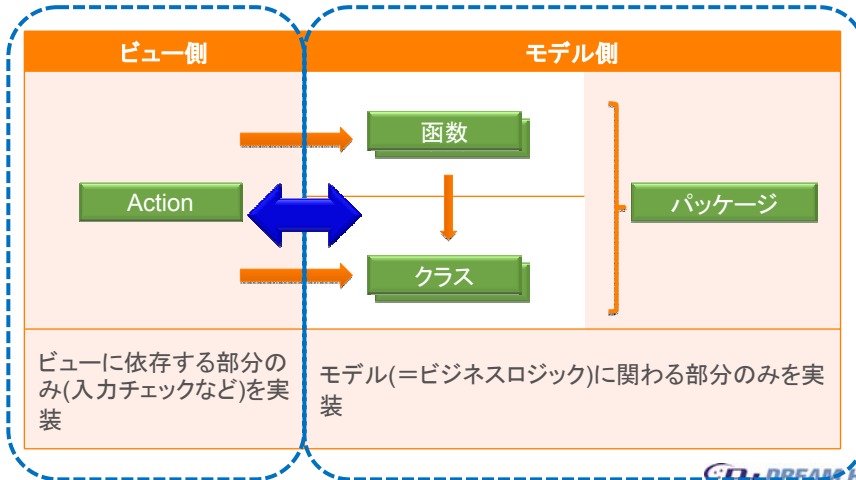 ビュー側
モデル側
函数
Action
パッケージ
クラス
ビューに依存する部分の
み(入力チェックなど)を実
装
モデル(=ビジネスロジック)に関わる部分のみを実
装
DREAM